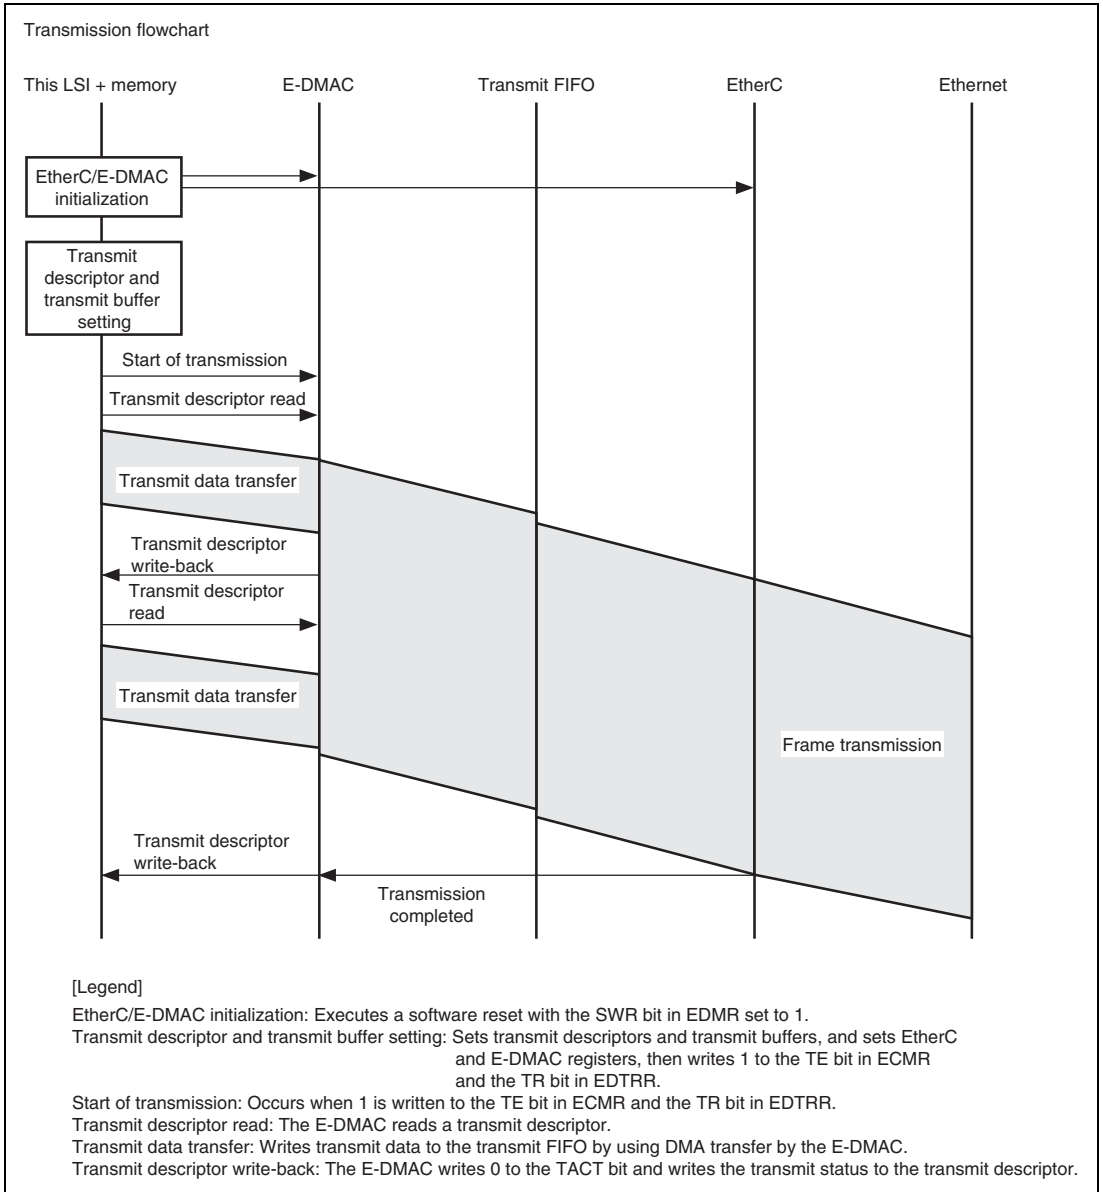 Transmission flowchart
This LSI + memory
E-DMAC
Transmit FIFO
EtherC
Ethernet
EtherC/E-DMAC
initialization
Transmit
descriptor and
transmit buffer
setting
Start of transmission
Transmit descriptor read
Transmit data transfer
Transmit descriptor
write-back
Transmit descriptor
read
Transmit data transfer
Frame transmission
Transmit descriptor
write-back
Transmission
completed
[Legend]
EtherC/E-DMAC initialization: Executes a software reset with the SWR bit in EDMR set to 1.
Transmit descriptor and transmit buffer setting: Sets transmit descriptors and transmit buffers, and sets EtherC
and E-DMAC registers, then writes 1 to the TE bit in ECMR
and the TR bit in EDTRR.
Start of transmission: Occurs when 1 is written to the TE bit in ECMR and the TR bit in EDTRR.
Transmit descriptor read: The E-DMAC reads a transmit descriptor.
Transmit data transfer: Writes transmit data to the transmit FIFO by using DMA transfer by the E-DMAC.
Transmit descriptor write-back: The E-DMAC writes 0 to the TACT bit and writes the transmit status to the transmit descriptor.